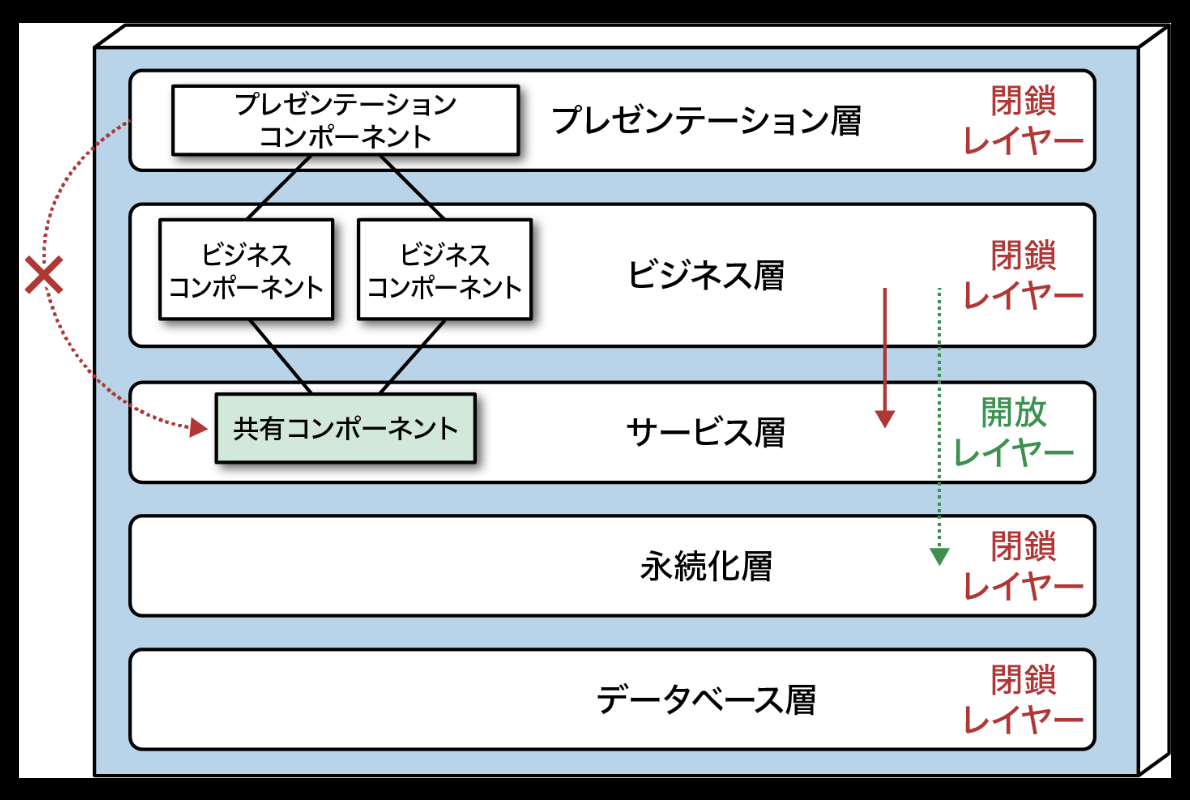 プレゼンテーション
コンポーネント
プレゼンテーション層
閉鎖
レイヤー
ビジネス
コンポーネント
ビジネス
コンポーネント
ビジネス層
閉鎖
レイヤー
共有コンポーネント
サービス層
開放
レイヤー
永続化層
閉鎖
レイヤー
データベース層
閉鎖
レイヤー